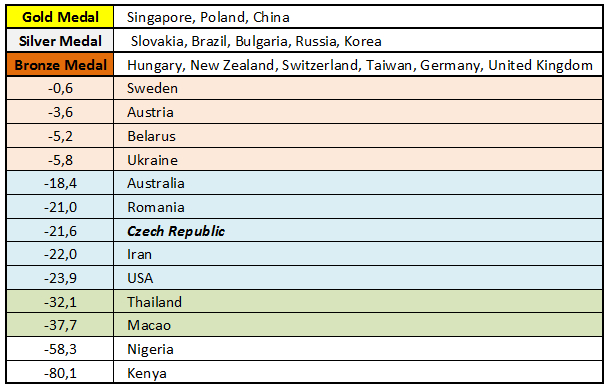 Gold Medal Singapore, Poland, China
Silver Medal Slovakia, Brazil, Bulgaria, Russia, Korea
Bronze Medal Hungary, New Zealand, Switzerland, Taiwan, Germany, United Kingdom
-0,6 Sweden
-3,6 Austria
-5,2 Belarus
-5,8 Ukraine
-18,4 Australia
-21,0 Romania
-21,6 Czech Republic
-22,0 Iran
-23,9 USA
-32,1 Thailand
-37,7 Macao
-58,3 Nigeria
-80,1 Kenya